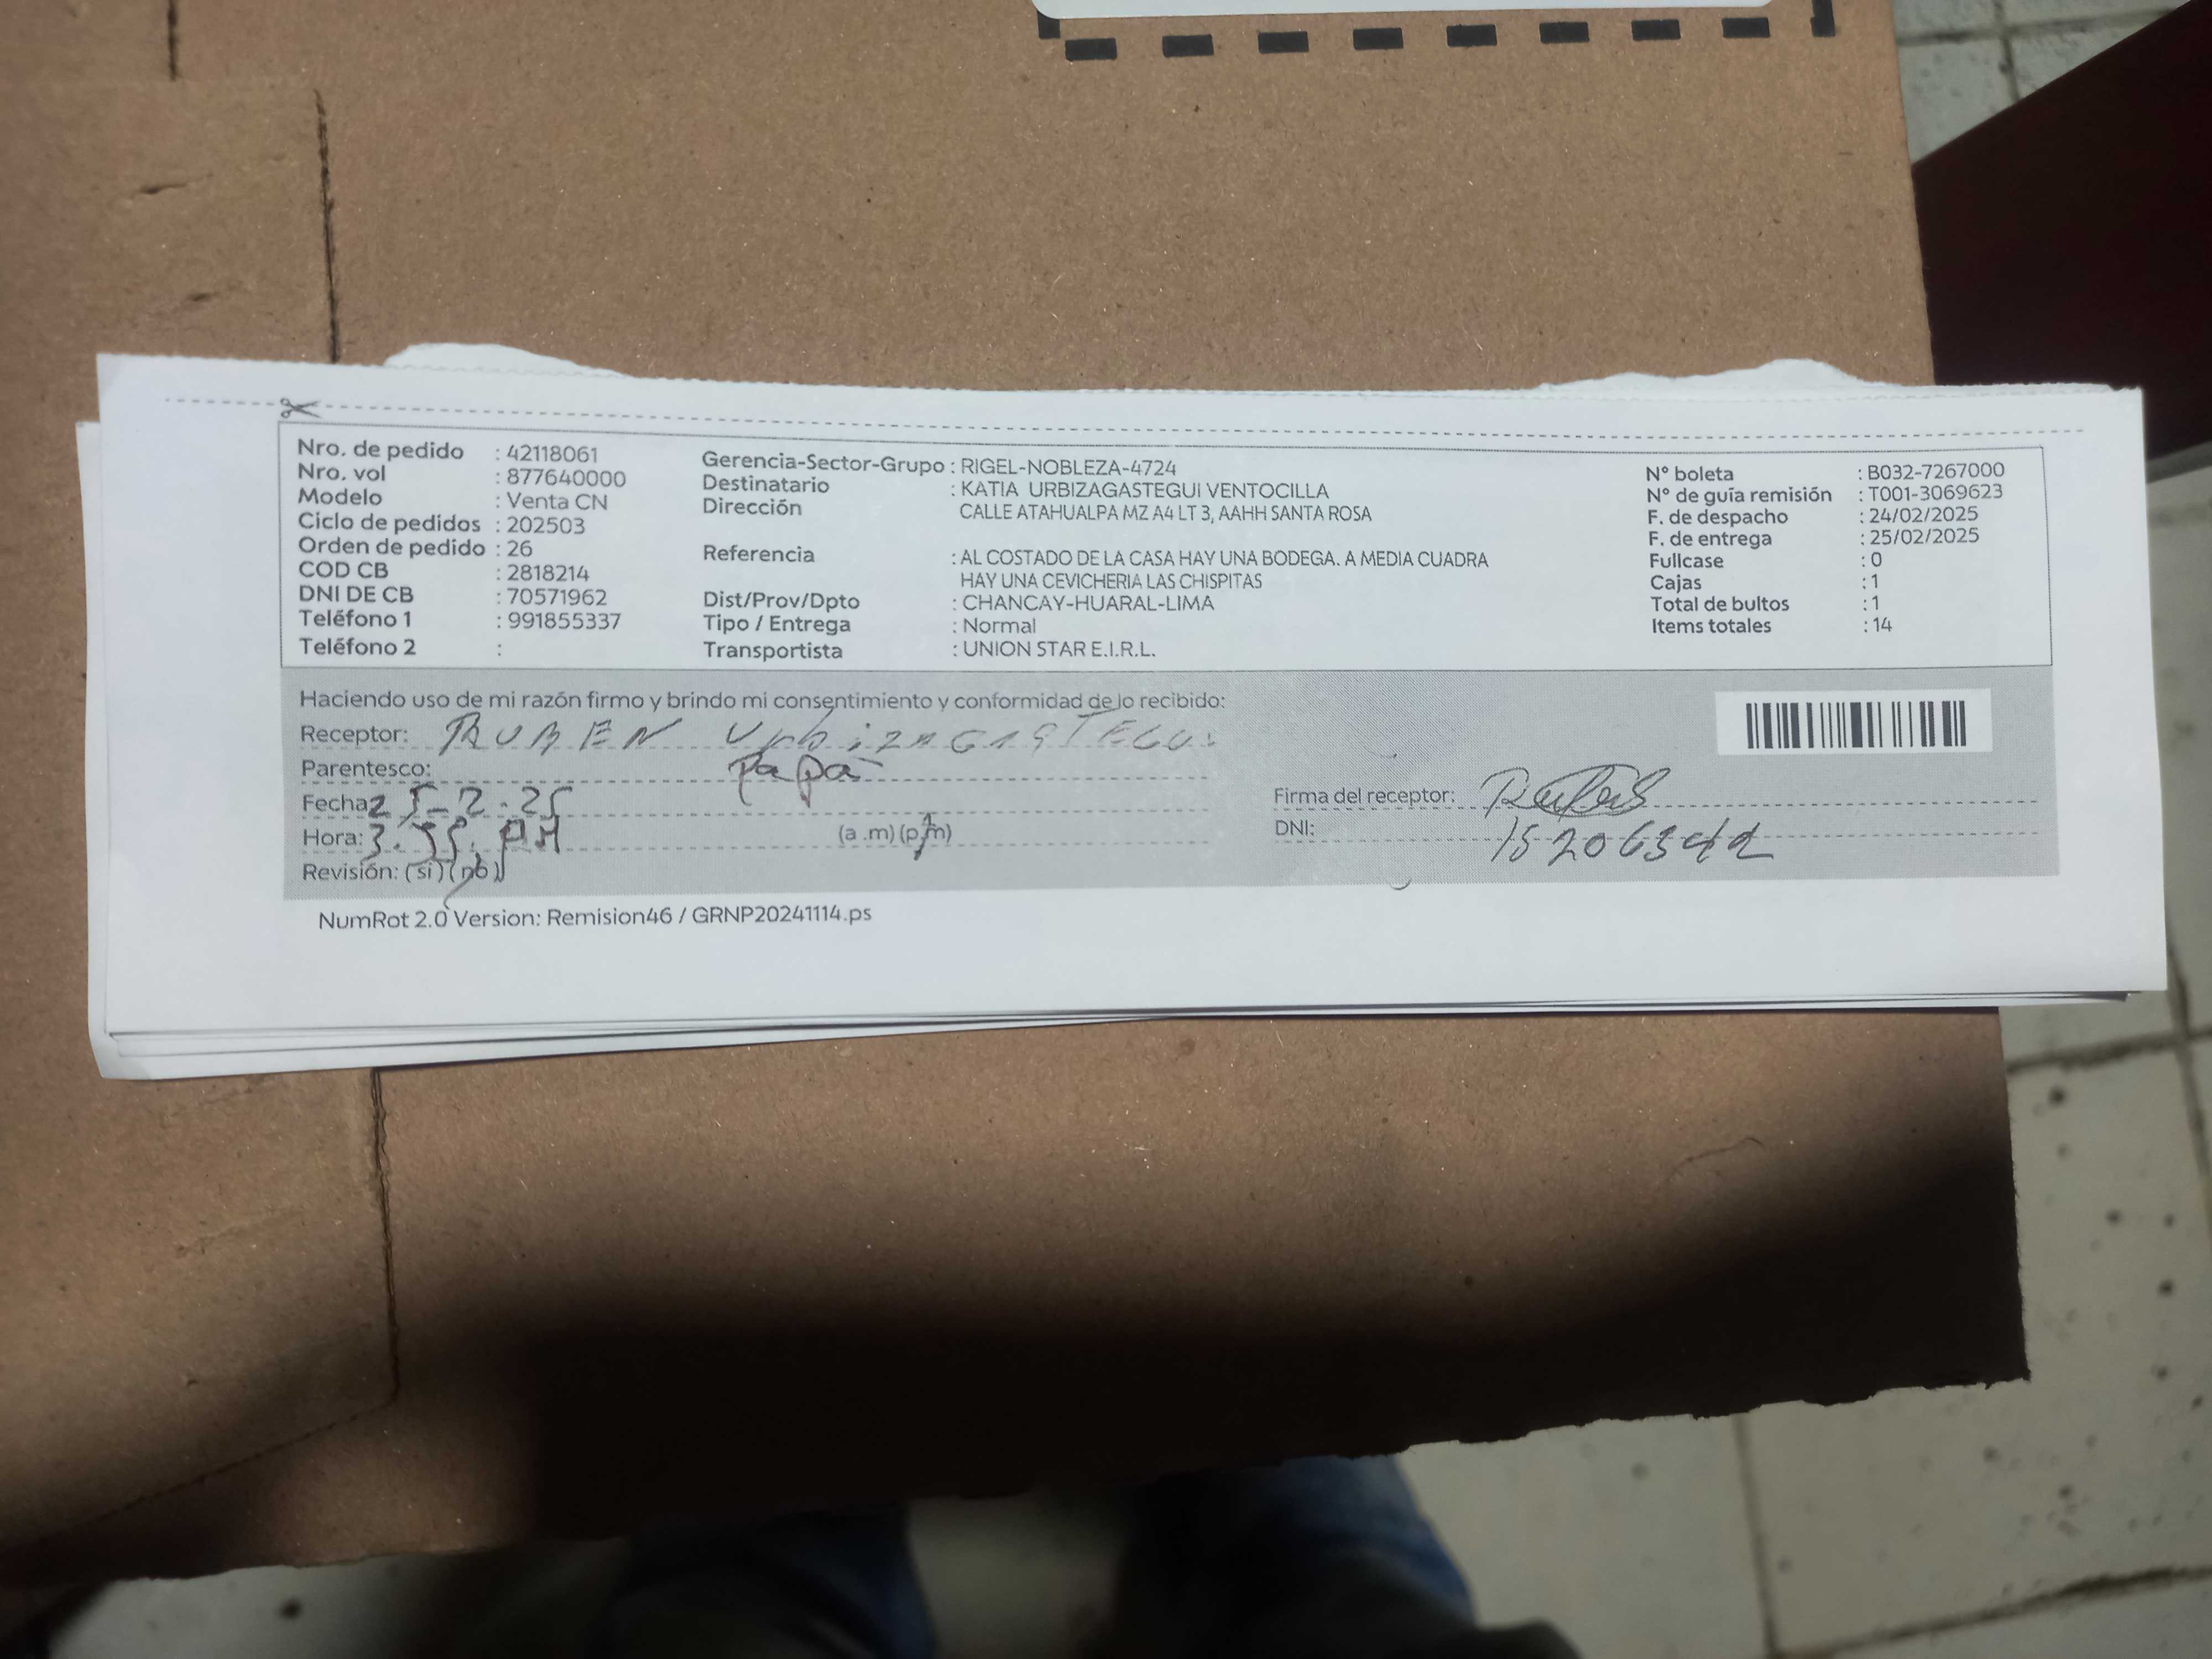 Nro. de pedido : 42118061
Nro. vol : 877640000
Modelo : Venta CN
Ciclo de pedidos : 202503
Orden de pedido : 26
COD CB : 2818214
DNI DE CB : 70571962
Teléfono 1 : 991855337
Teléfono 2 :
Gerencia-Sector-Grupo : RIGEL-NOBLEZA-4724
Destinatario : KATIA URBIZAGASTEGUI VENTOCILLA
Dirección CALLE ATAHUALPA MZ A4 LT 3, AAHH SANTA ROSA
Referencia : AL COSTADO DE LA CASA HAY UNA BODEGA. A MEDIA CUADRA
HAY UNA CEVICHERIA LAS CHISPITAS
Dist/Prov/Dpto : CHANCAY-HUARAL-LIMA
Tipo / Entrega : Normal
Transportista : UNION STAR E.I.R.L.
N° boleta : B032-7267000
N° de guía remisión : T001-3069623
F. de despacho : 24/02/2025
F. de entrega : 25/02/2025
Fullcase : 0
Cajas : 1
Total de bultos : 1
Items totales : 14
Haciendo uso de mi razón firmo y brindo mi consentimiento y conformidad de lo recibido:
Receptor: RUBEN UrbizAGASTEGUi
Parentesco: Papá
Fecha: 25-2-25
Hora: 3. PM (a .m) (p.m)
Revisión: (si) (no)
Firma del receptor:
DNI: 15206342
NumRot 2.0 Version: Remision46 / GRNP20241114.ps